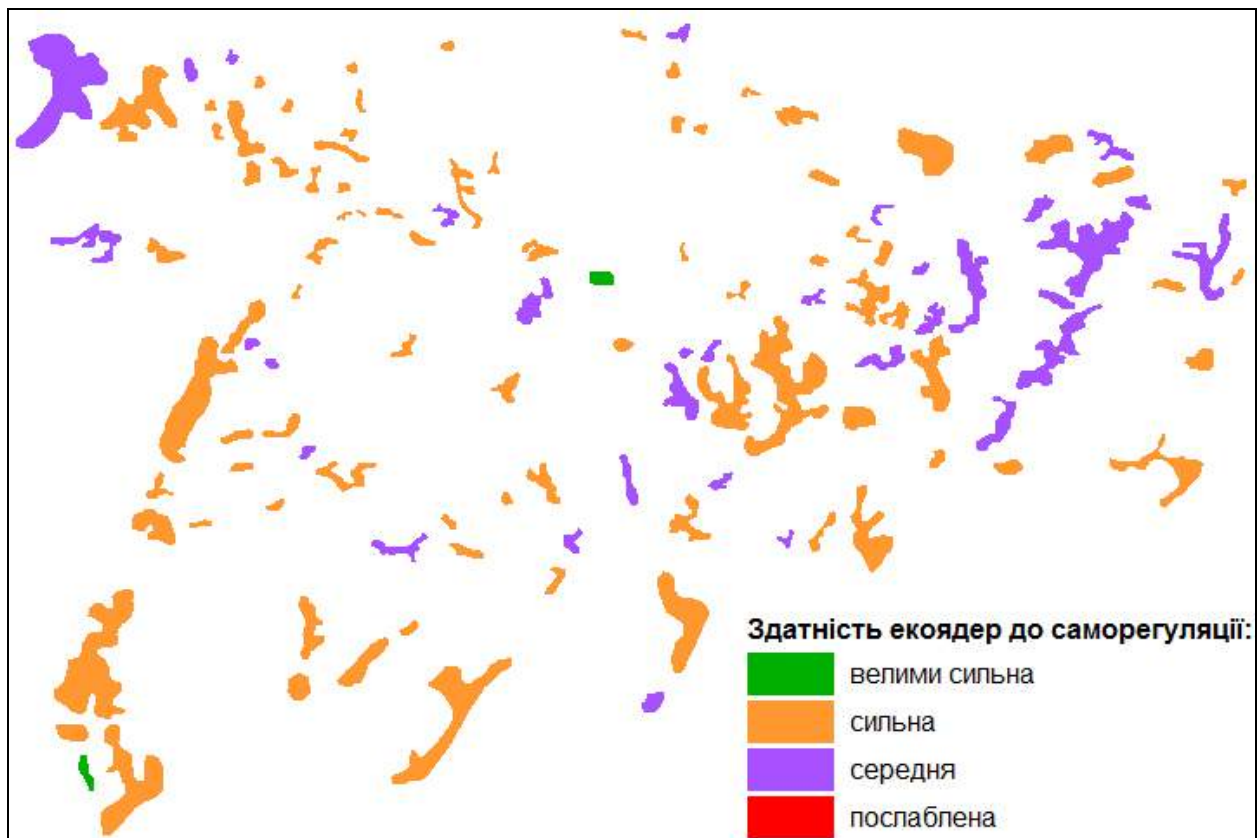 Здатність екоядер до саморегуляції:
велими сильна
сильна
середня
послаблена